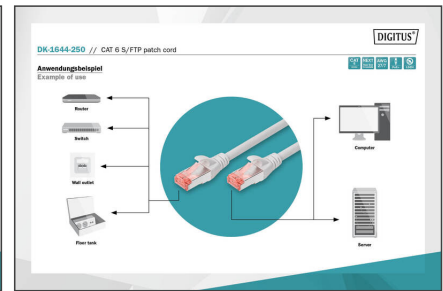 DIGITUS®
DK-1644-250 // CAT 6 S/FTP patch cord
Anwendungsbeispiel
Example of use
Router
Switch
Wall outlet
Floor tank
Computer
Server